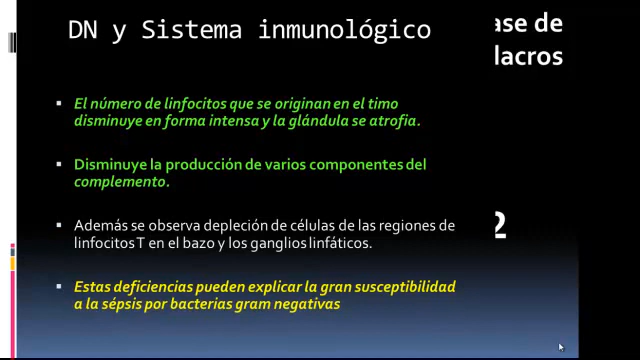 DN y Sistema inmunológico
ase de
lacros
El número de linfocitos que se originan en el timo
disminuye en forma intensa y la glándula se atrofia.
Disminuye la producción de varios componentes del
complemento.
Además se observa depleción de células de las regiones de
linfocitos T en el bazo y los ganglios linfáticos.
2
Estas deficiencias pueden explicar la gran susceptibilidad
a la sépsis por bacterias gram negativas